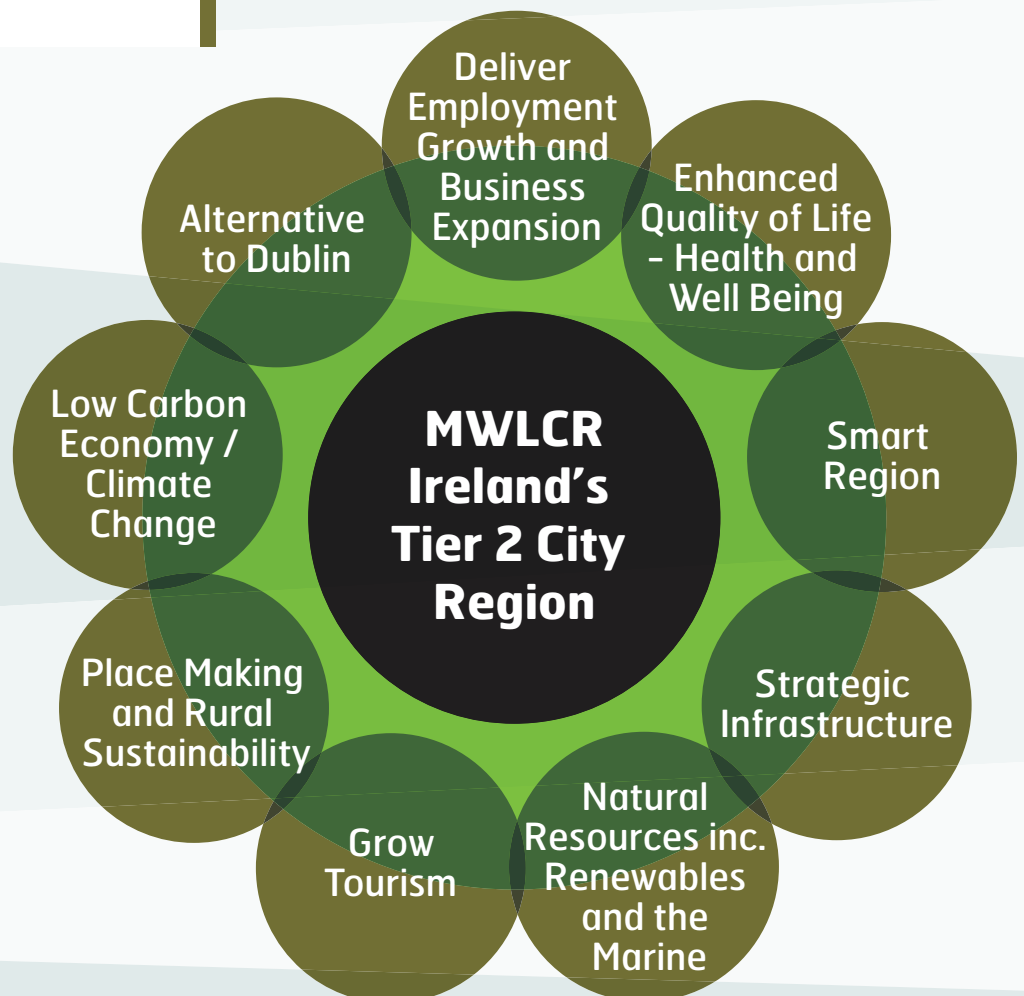 Deliver
Employment
Growth and
Business
Expansion
Enhanced
Quality of Life
– Health and
Well Being
Smart
Region
Strategic
Infrastructure
Natural
Resources inc.
Renewables
and the
Marine
Grow
Tourism
Place Making
and Rural
Sustainability
Low Carbon
Economy /
Climate
Change
Alternative
to Dublin
MWLCR
Ireland’s
Tier 2 City
Region